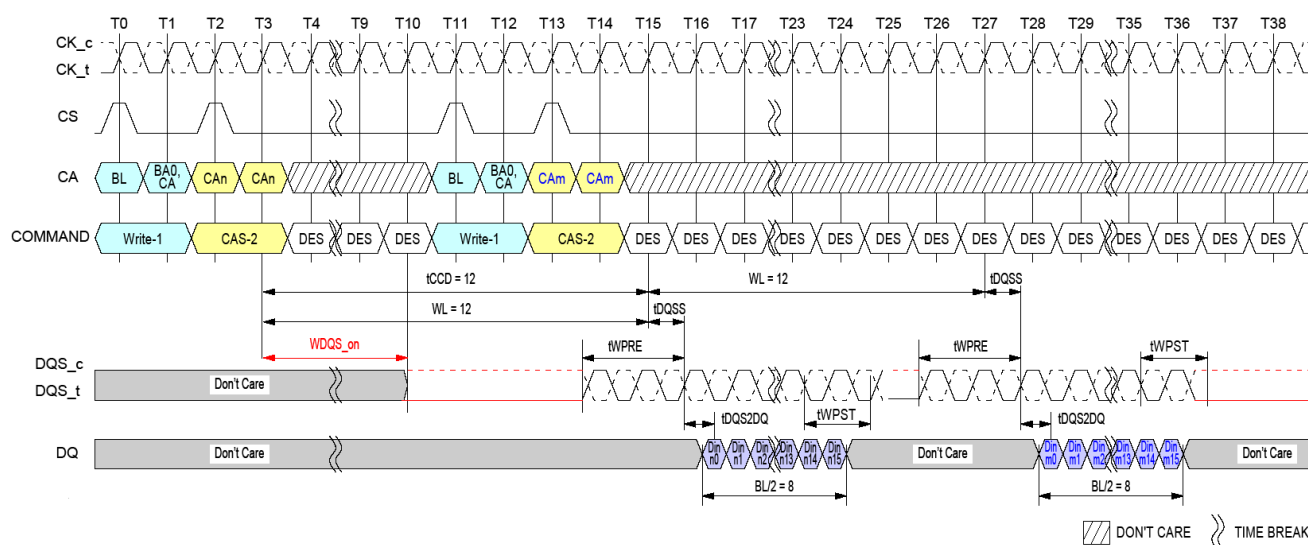 T0 T1 T2 T3 T4 T9 T10 T11 T12 T13 T14 T15 T16 T17 T23 T24 T25 T26 T27 T28 T29 T35 T36 T37 T38
CK_c
CK_t
CS
CA BL BA0, CA CAn CAn BL BA0, CA CAm CAm
COMMAND Write-1 CAS-2 DES DES DES Write-1 CAS-2 DES DES DES DES DES DES DES DES DES DES DES DES DES DES
tCCD = 12 WL = 12 tDQSS
WL = 12 tDQSS
WDQS_on tWPRE tWPRE tWPST
DQS_c
DQS_t Don't Care
tDQS2DQ tWPST tDQS2DQ
DQ Don't Care Din n0 Din n1 Din n2 Din n13 Din n14 Din n15 Don't Care Din m0 Din m1 Din m2 Din m13 Din m14 Din m15 Don't Care
BL/2 = 8 BL/2 = 8
DON'T CARE TIME BREAK